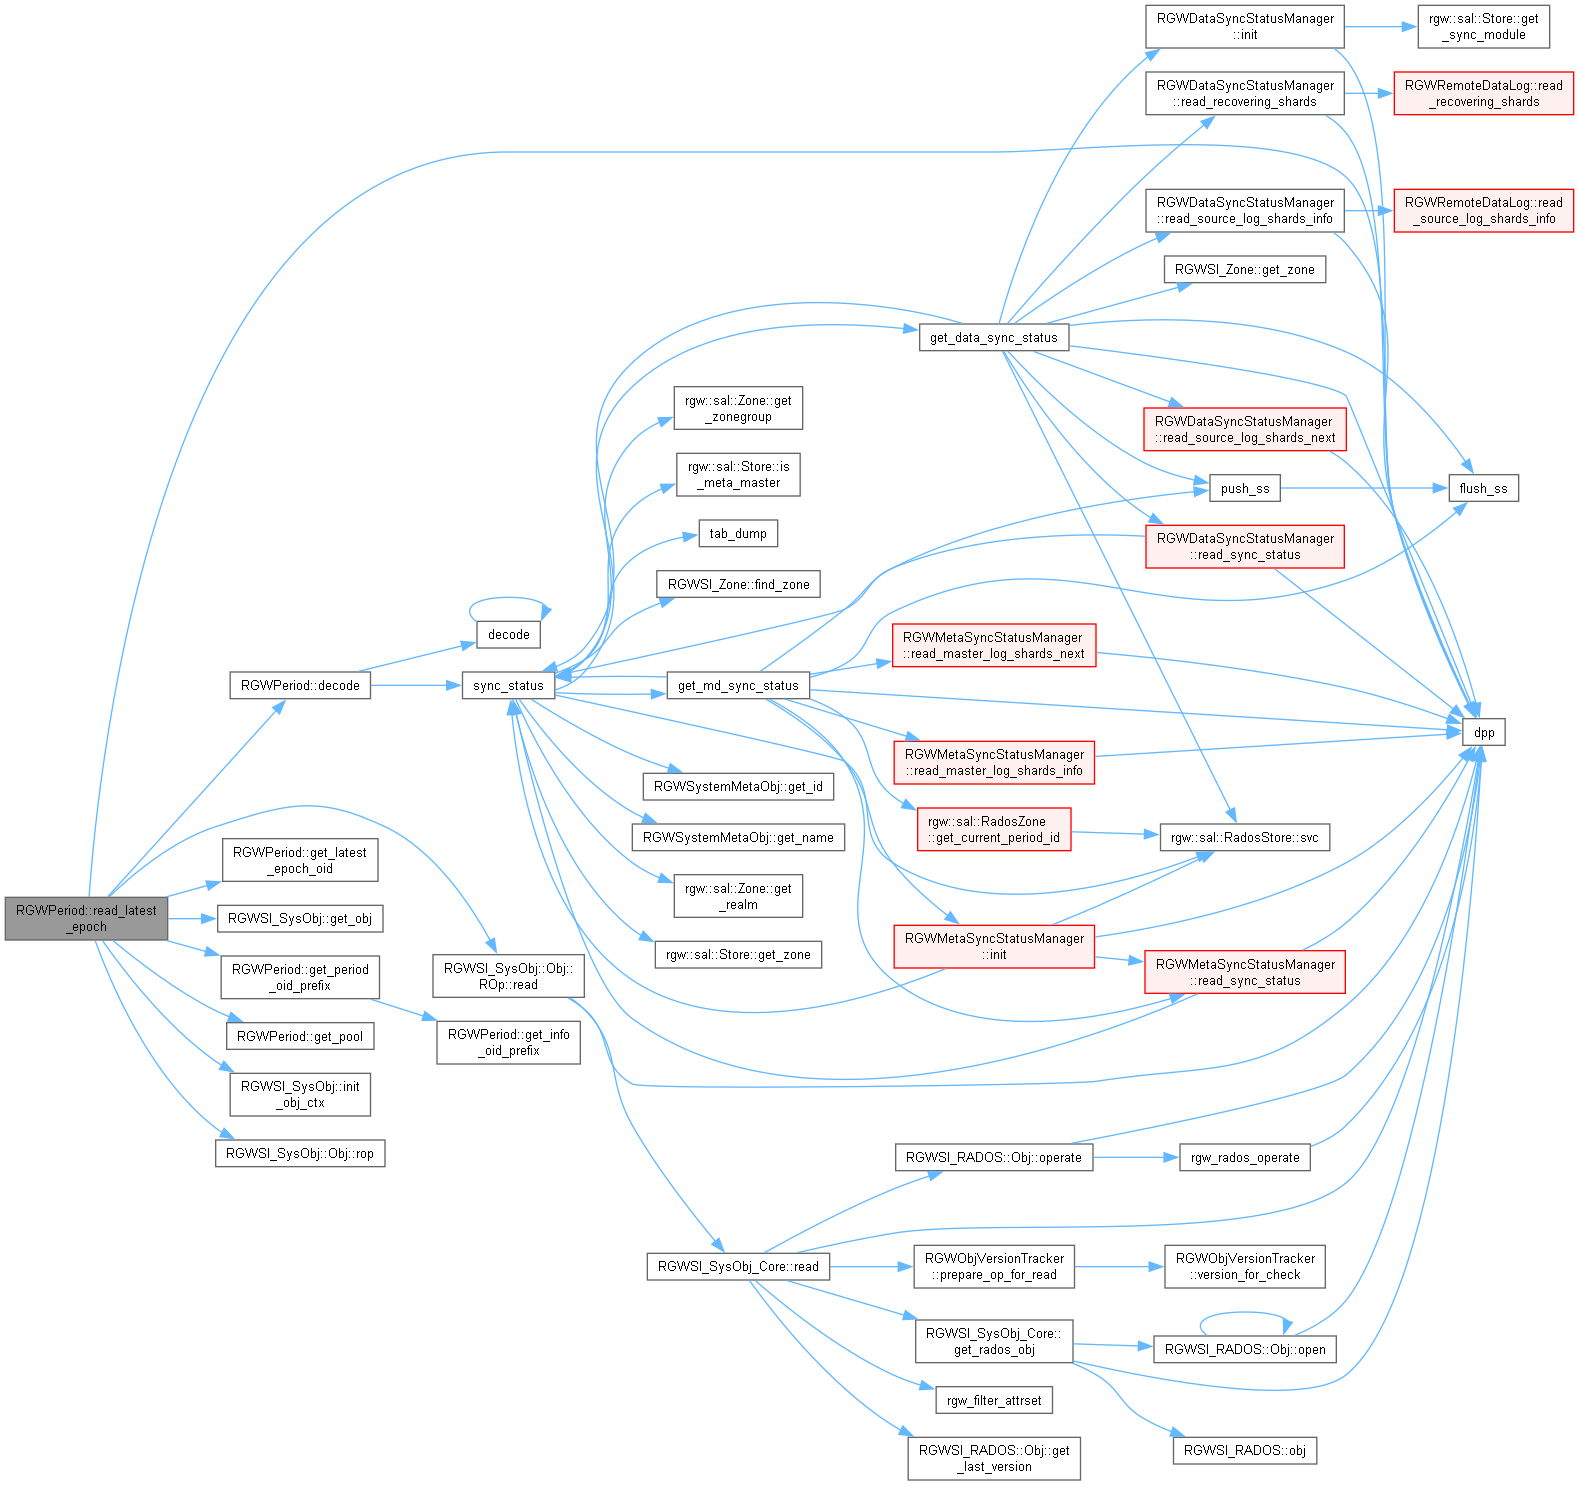 RGWPeriod::read_latest
_epoch
RGWPeriod::decode
RGWPeriod::get_latest
_epoch_oid
RGWSI_SysObj::get_obj
RGWPeriod::get_period
_oid_prefix
RGWPeriod::get_pool
RGWSI_SysObj::init
_obj_ctx
RGWSI_SysObj::Obj::rop
decode
sync_status
RGWSI_SysObj::Obj::
ROp::read
RGWPeriod::get_info
_oid_prefix
rgw::sal::Zone::get
_zonegroup
rgw::sal::Store::is
_meta_master
tab_dump
RGWSI_Zone::find_zone
get_md_sync_status
RGWSystemMetaObj::get_id
RGWSystemMetaObj::get_name
rgw::sal::Zone::get
_realm
rgw::sal::Store::get_zone
RGWSI_SysObj_Core::read
get_data_sync_status
RGWMetaSyncStatusManager
::read_master_log_shards_next
RGWMetaSyncStatusManager
::read_master_log_shards_info
rgw::sal::RadosZone
::get_current_period_id
RGWMetaSyncStatusManager
::init
RGWSI_RADOS::Obj::operate
RGWObjVersionTracker
::prepare_op_for_read
RGWSI_SysObj_Core::
get_rados_obj
rgw_filter_attrset
RGWSI_RADOS::Obj::get
_last_version
RGWDataSyncStatusManager
::init
RGWDataSyncStatusManager
::read_recovering_shards
RGWDataSyncStatusManager
::read_source_log_shards_info
RGWSI_Zone::get_zone
RGWDataSyncStatusManager
::read_source_log_shards_next
push_ss
RGWDataSyncStatusManager
::read_sync_status
rgw::sal::RadosStore::svc
RGWMetaSyncStatusManager
::read_sync_status
rgw_rados_operate
RGWObjVersionTracker
::version_for_check
RGWSI_RADOS::Obj::open
RGWSI_RADOS::obj
rgw::sal::Store::get
_sync_module
RGWRemoteDataLog::read
_recovering_shards
RGWRemoteDataLog::read
_source_log_shards_info
flush_ss
dpp